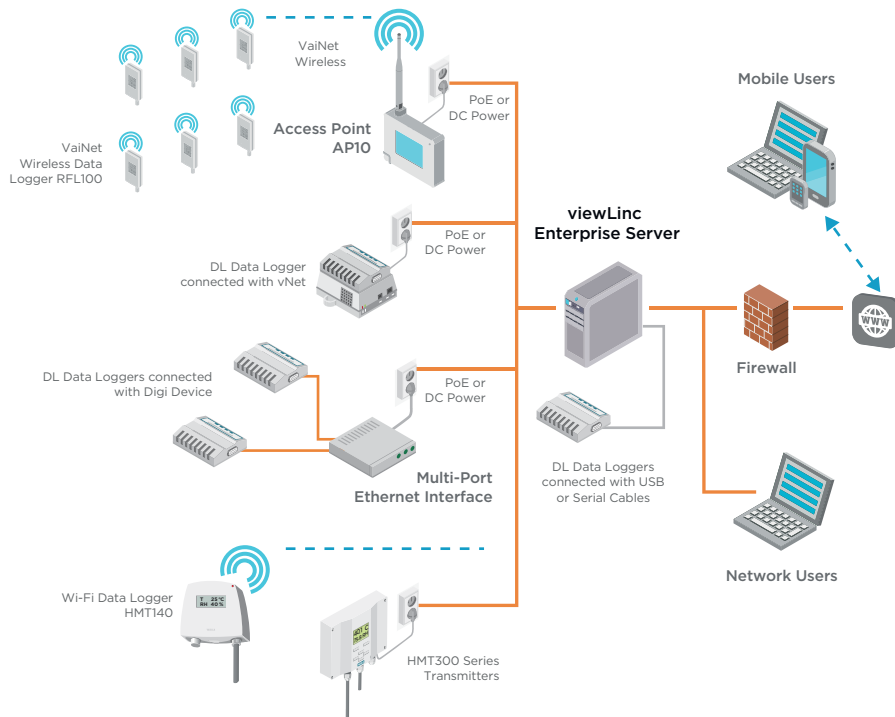 VaiNet
Wireless
Mobile Users
PoE or
DC Power
Access Point
AP10
VaiNet
Wireless Data
Logger RFL100
viewLinc
Enterprise Server
PoE or
DC Power
DL Data Logger
connected with vNet
WWW
Firewall
DL Data Loggers connected
with Digi Device
PoE or
DC Power
Multi-Port
Ethernet Interface
DL Data Loggers
connected with USB
or Serial Cables
Network Users
Wi-Fi Data Logger
HMT140
T 25°C
RH 40%
HMT300 Series
Transmitters